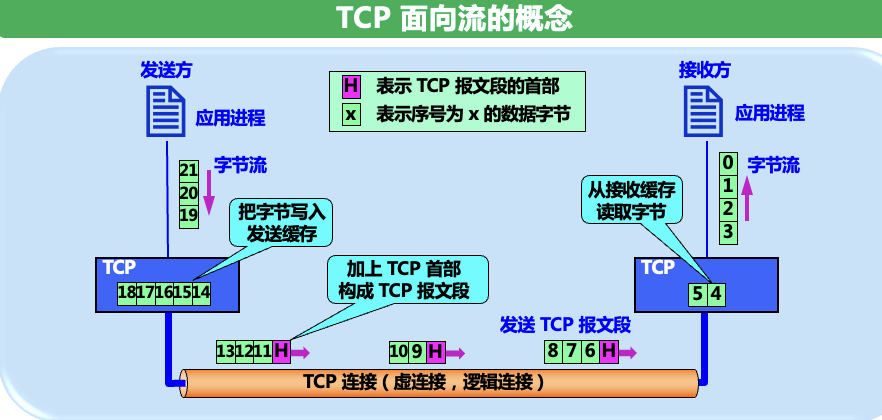 TCP 面向流的概念
发送方
接收方
H 表示 TCP 报文段的首部
x 表示序号为 x 的数据字节
应用进程
应用进程
21
20
19
字节流
0
1
2
3
字节流
把字节写入
发送缓存
从接收缓存
读取字节
TCP
18 17 16 15 14
加上 TCP 首部
构成 TCP 报文段
TCP
5 4
发送 TCP 报文段
13 12 11 H
10 9 H
8 7 6 H
TCP 连接（虚连接，逻辑连接）